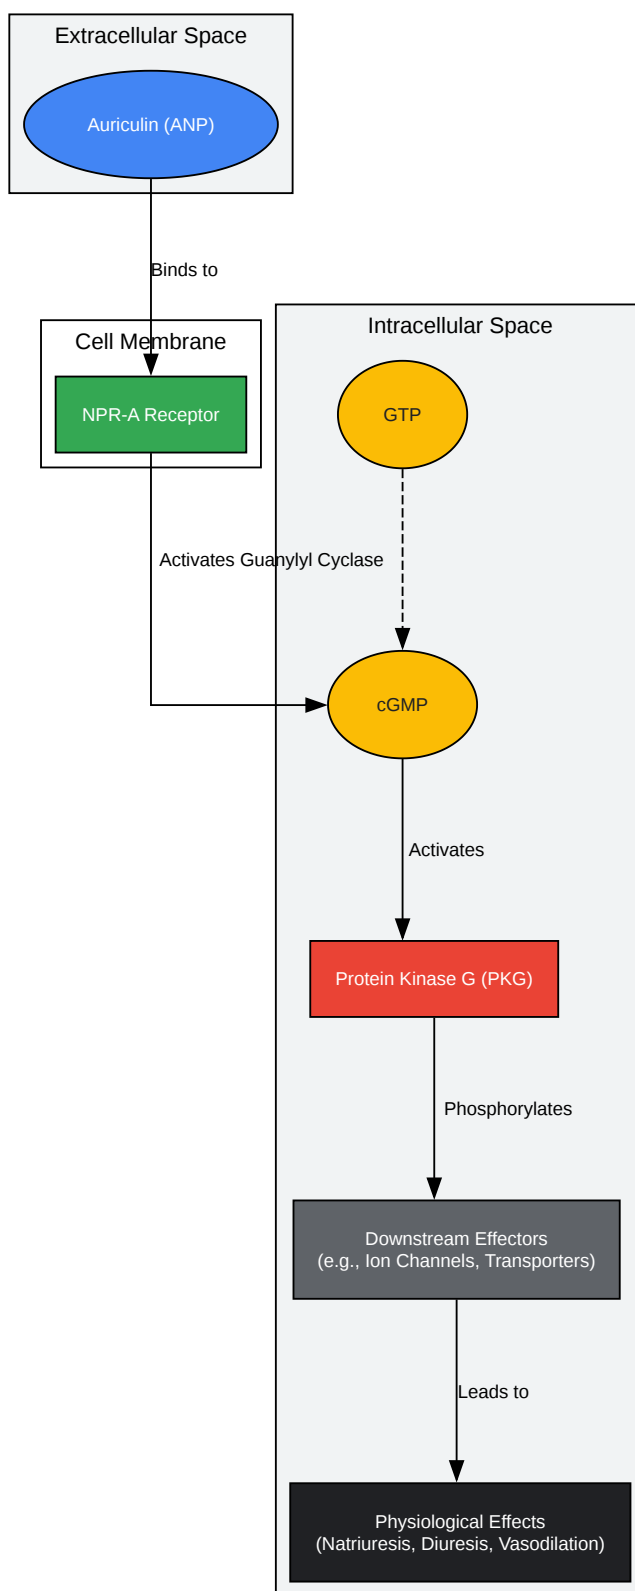 Extracellular Space
Auriculin (ANP)
Binds to
Cell Membrane
NPR-A Receptor
Intracellular Space
GTP
Activates Guanylyl Cyclase
cGMP
Activates
Protein Kinase G (PKG)
Phosphorylates
Downstream Effectors
(e.g., Ion Channels, Transporters)
Leads to
Physiological Effects
(Natriuresis, Diuresis, Vasodilation)